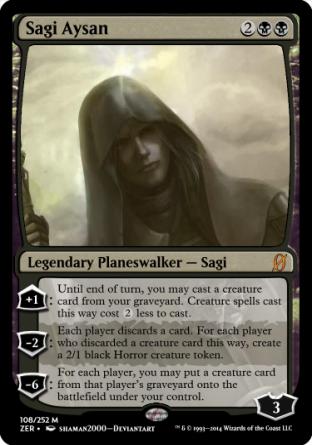 Sagi Aysan 2
Legendary Planeswalker — Sagi
+1: Until end of turn, you may cast a creature
card from your graveyard. Creature spells cast
this way cost 2 less to cast.
-2: Each player discards a card. For each player
who discarded a creature card this way, create
a 2/1 black Horror creature token.
-6: For each player, you may put a creature card
from that player's graveyard onto the
battlefield under your control.
3
108/252 M
ZER • shaman2000—Deviantart ™ & © 1993–2014 Wizards of the Coast LLC